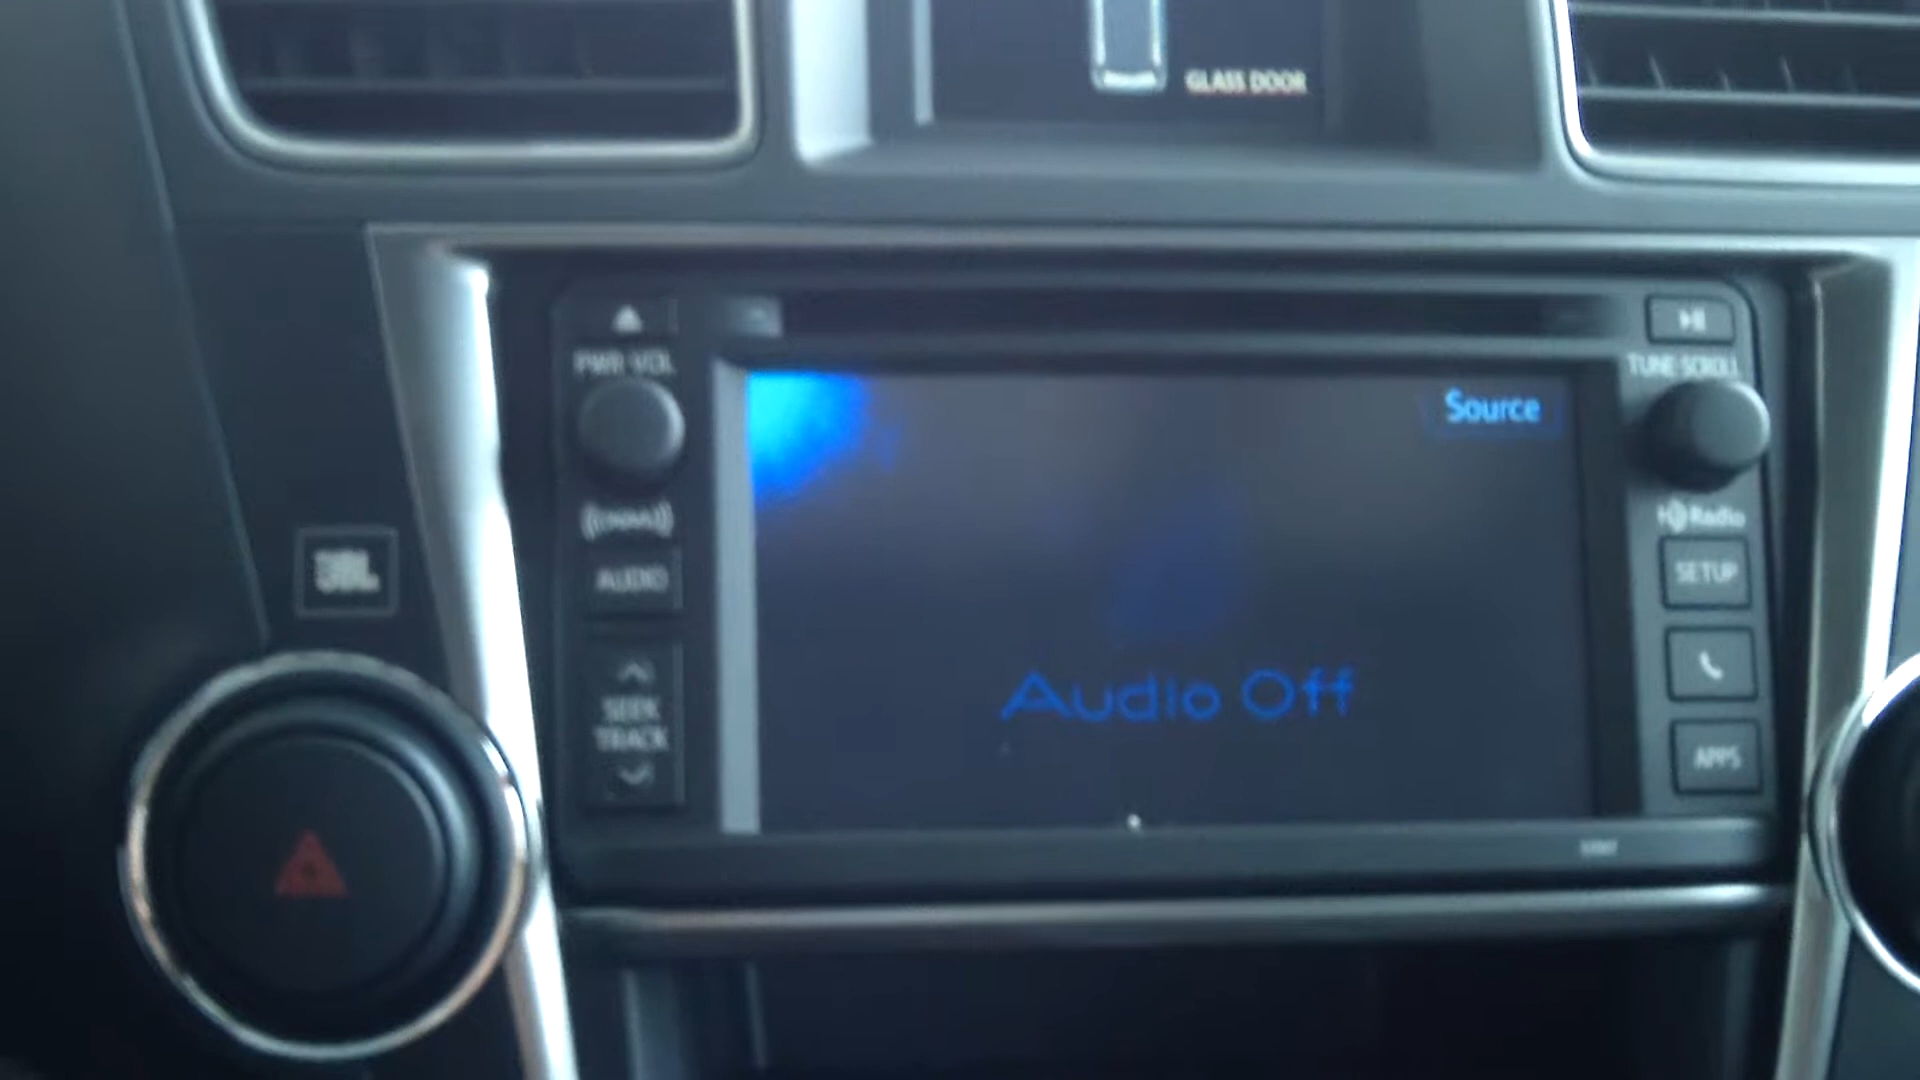 GLASS DOOR
PWR·VOL
TUNE·SCROLL
Source
HD Radio
JBL
AUDIO
SETUP
SEEK
TRACK
Audio Off
APPS